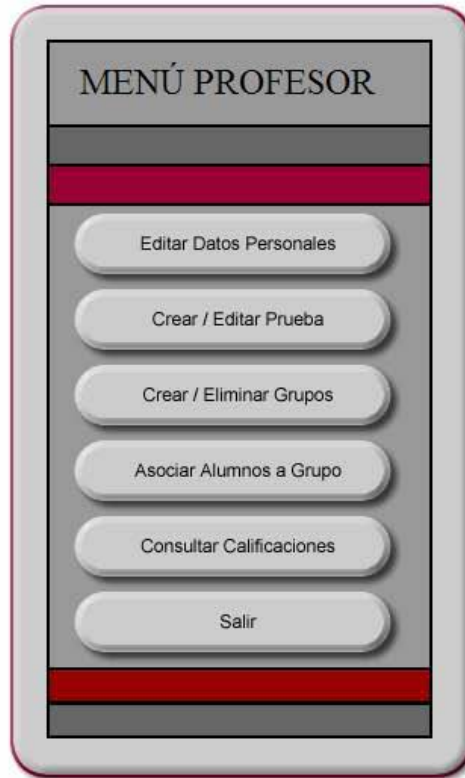 MENÚ PROFESOR
Editar Datos Personales
Crear / Editar Prueba
Crear / Eliminar Grupos
Asociar Alumnos a Grupo
Consultar Calificaciones
Salir